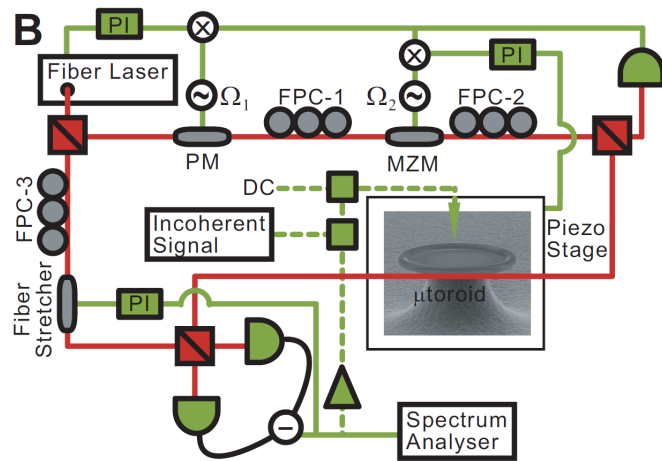 B
PI
Fiber Laser
Ω1
Ω2
PI
FPC-1
FPC-2
PM
MZM
FPC-3
DC
Incoherent
Signal
Piezo
Stage
μtoroid
Fiber
Stretcher
PI
Spectrum
Analyser